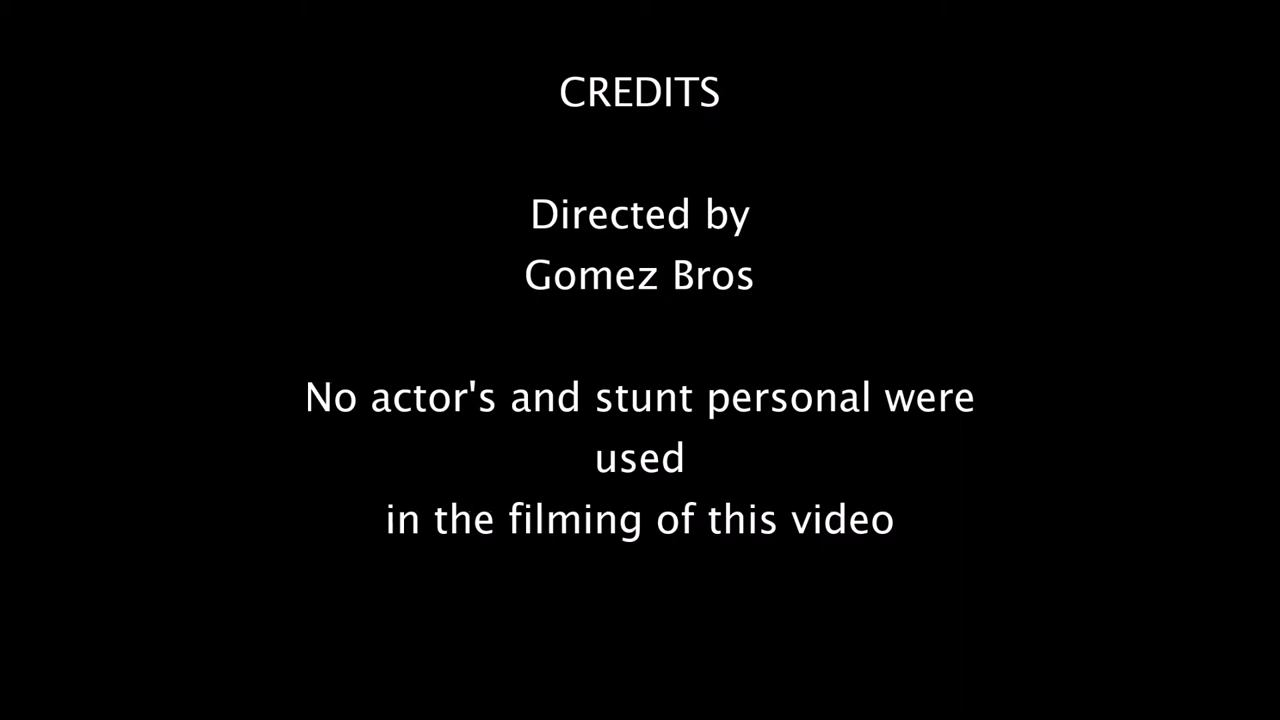 CREDITS
Directed by
Gomez Bros
No actor's and stunt personal were
used
in the filming of this video